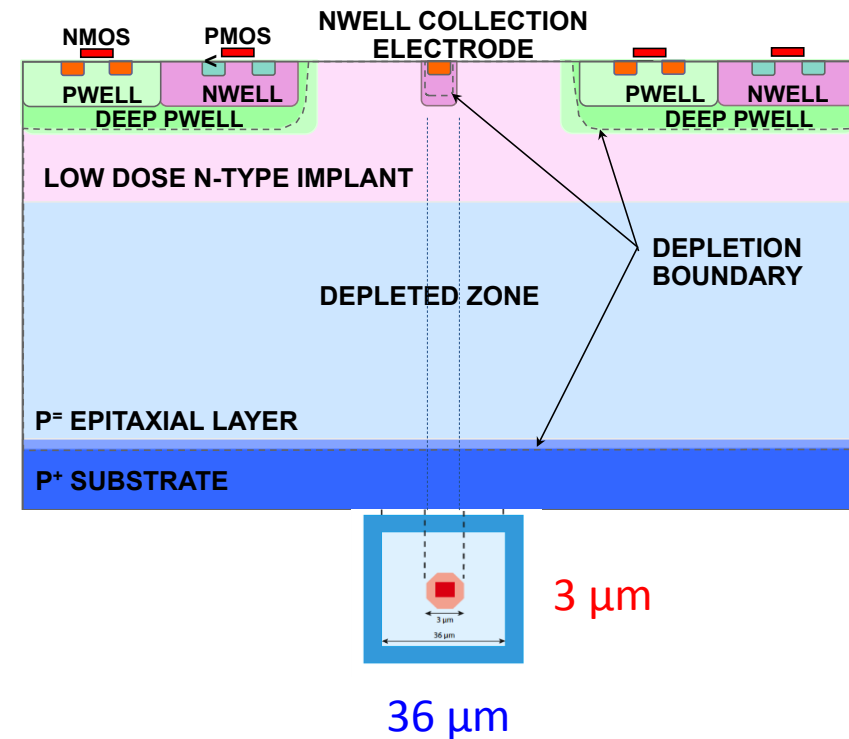 NWELL COLLECTION
ELECTRODE
NMOS
PMOS
PWELL
NWELL
DEEP PWELL
PWELL
NWELL
DEEP PWELL
LOW DOSE N-TYPE IMPLANT
DEPLETION
BOUNDARY
DEPLETED ZONE
P= EPITAXIAL LAYER
P+ SUBSTRATE
3 µm
36 µm
3 µm
36 µm